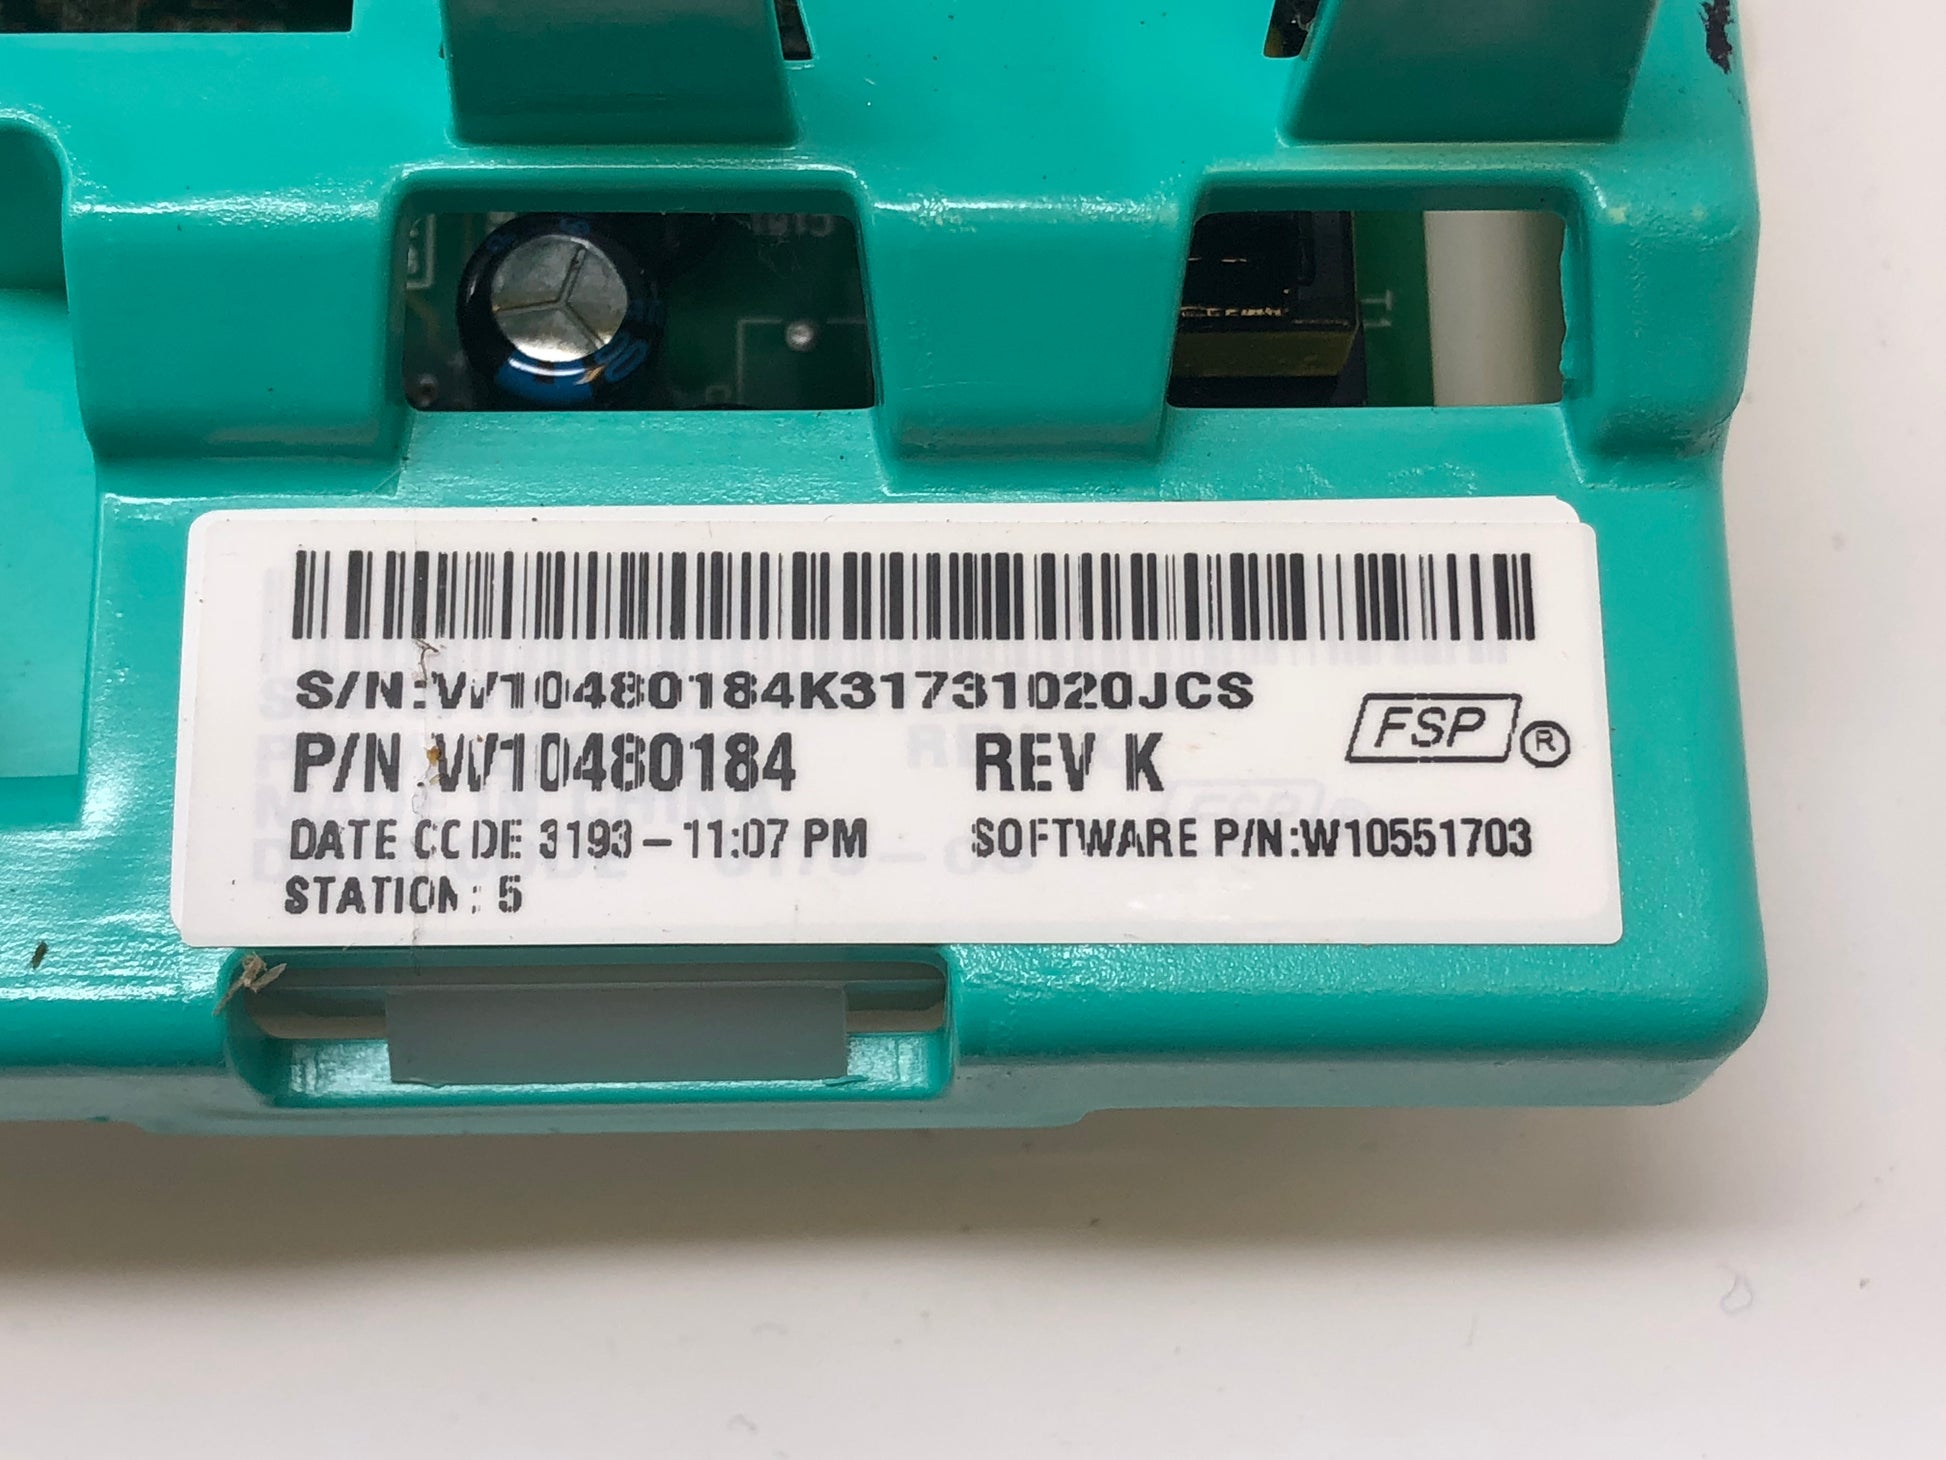 S/N:W10480184K31731020JCS
P/N W10480184 REV K
FSP ®
DATE CODE 3193-11:07 PM SOFTWARE P/N:W10551703
STATION: 5